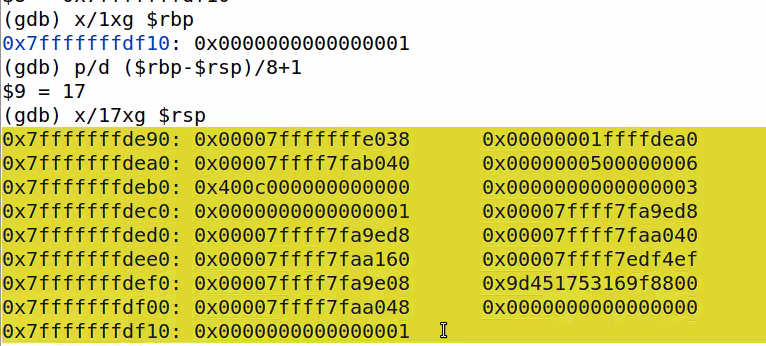 (gdb) x/1xg $rbp
0x7fffffffdf10: 0x0000000000000001
(gdb) p/d ($rbp-$rsp)/8+1
$9 = 17
(gdb) x/17xg $rsp
0x7fffffffde90: 0x00007fffffffe038 0x00000001ffffdea0
0x7fffffffdea0: 0x00007ffff7fab040 0x0000000500000006
0x7fffffffdeb0: 0x400c000000000000 0x0000000000000003
0x7fffffffdec0: 0x0000000000000001 0x00007ffff7fa9ed8
0x7fffffffded0: 0x00007ffff7fa9ed8 0x00007ffff7faa040
0x7fffffffdee0: 0x00007ffff7faa160 0x00007ffff7edf4ef
0x7fffffffdef0: 0x00007ffff7fa9e08 0x9d451753169f8800
0x7fffffffdf00: 0x00007ffff7faa048 0x0000000000000000
0x7fffffffdf10: 0x0000000000000001